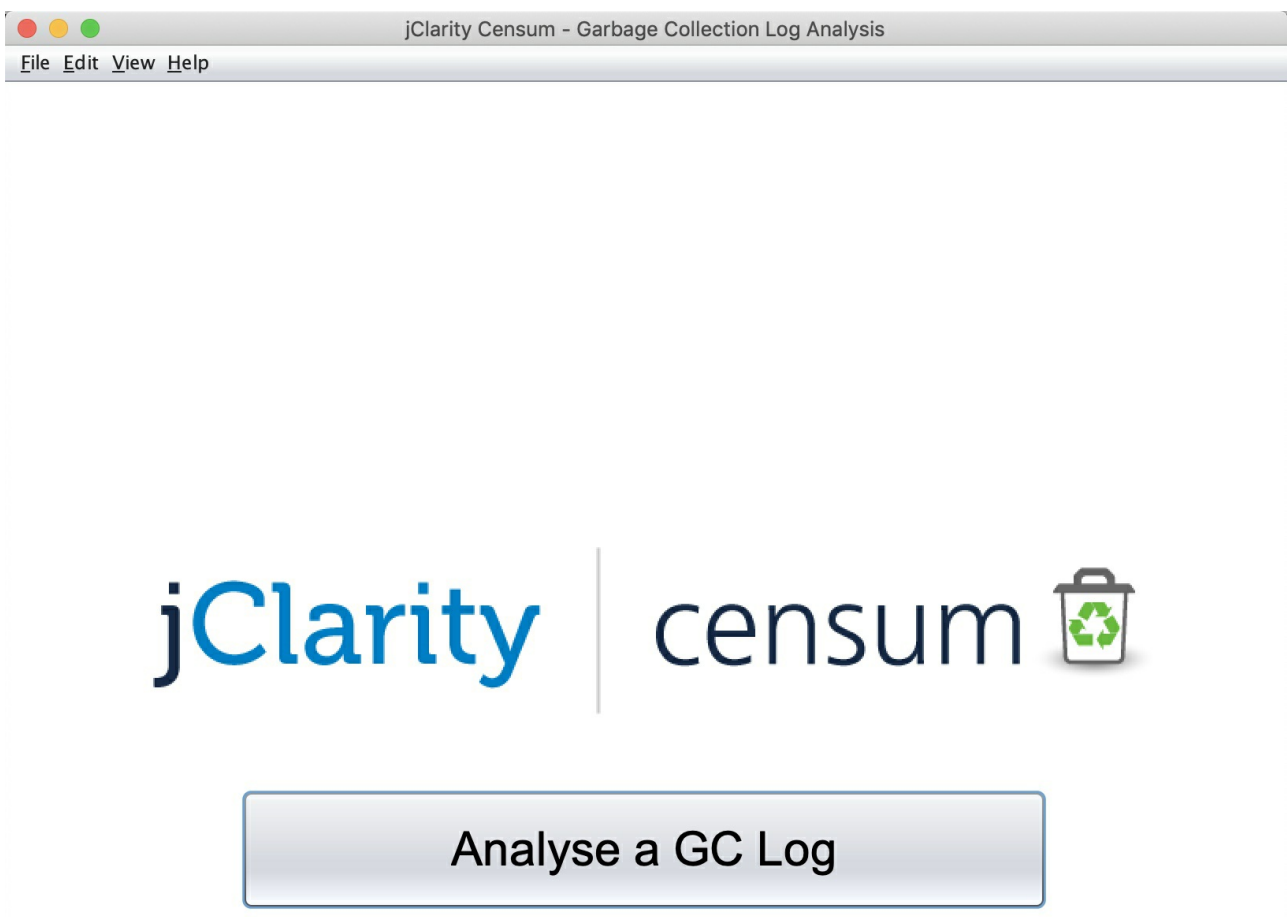 jClarity Censum - Garbage Collection Log Analysis
File Edit View Help
jClarity censum
Analyse a GC Log